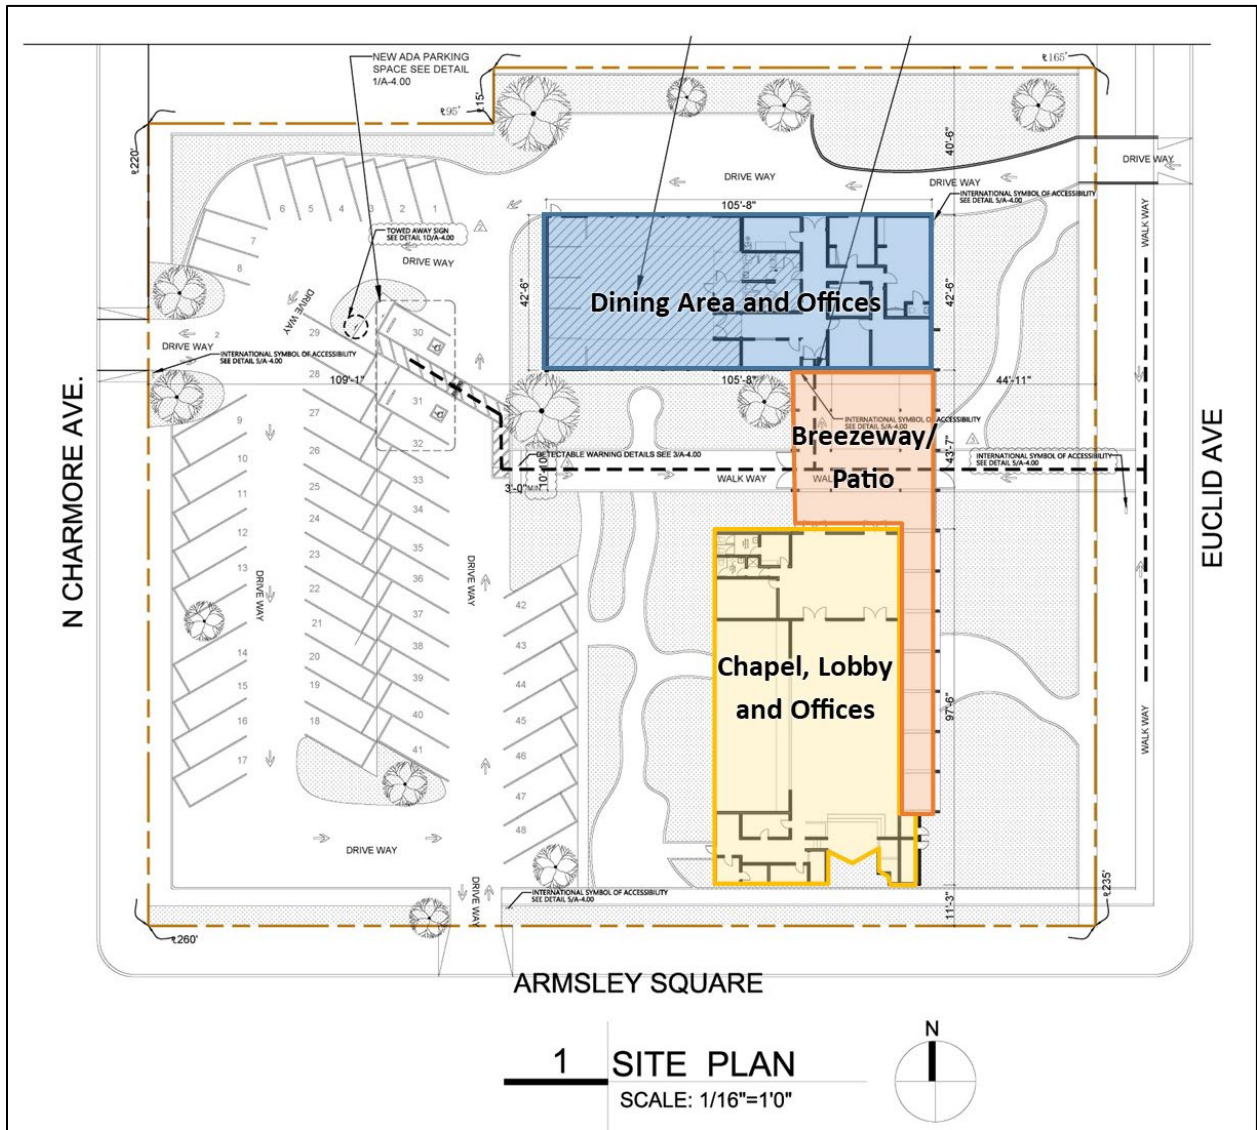 NEW ADA PARKING
SPACE SEE DETAIL
1/A-4.00
℄95'
℄15'
℄165'
℄220'
40'-6"
DRIVE WAY
DRIVE WAY
DRIVE WAY
INTERNATIONAL SYMBOL OF ACCESSIBILITY
SEE DETAIL 5/A-4.00
105'-8"
6
5
4
3
2
1
7
8
TOWED AWAY SIGN
SEE DETAIL 1D/A-4.00
2
DRIVE WAY
WALK WAY
DRIVE WAY
42'-6"
Dining Area and Offices
42'-6"
2
DRIVE WAY
29
30
INTERNATIONAL SYMBOL OF ACCESSIBILITY
SEE DETAIL 5/A-4.00
28
109'-1"
105'-8"
44'-11"
27
31
9
26
32
10
INTERNATIONAL SYMBOL OF ACCESSIBILITY
SEE DETAIL 5/A-4.00
Breezeway/
Patio
43'-7"
INTERNATIONAL SYMBOL OF ACCESSIBILITY
SEE DETAIL 5/A-4.00
DETECTABLE WARNING DETAILS SEE 3/A-4.00
10'-10"
3'-0"MIN
WALK WAY
WALK
N CHARMORE AVE.
EUCLID AVE
11
25
33
12
24
34
13
23
35
22
36
21
37
14
20
38
15
19
39
16
18
40
17
41
DRIVE WAY
DRIVE WAY
42
43
44
45
46
47
48
Chapel, Lobby
and Offices
97'-6"
WALK WAY
DRIVE WAY
DRIVE WAY
INTERNATIONAL SYMBOL OF ACCESSIBILITY
SEE DETAIL 5/A-4.00
11'-3"
℄235'
℄260'
ARMSLEY SQUARE
1
SITE PLAN
SCALE: 1/16"=1'0"
N